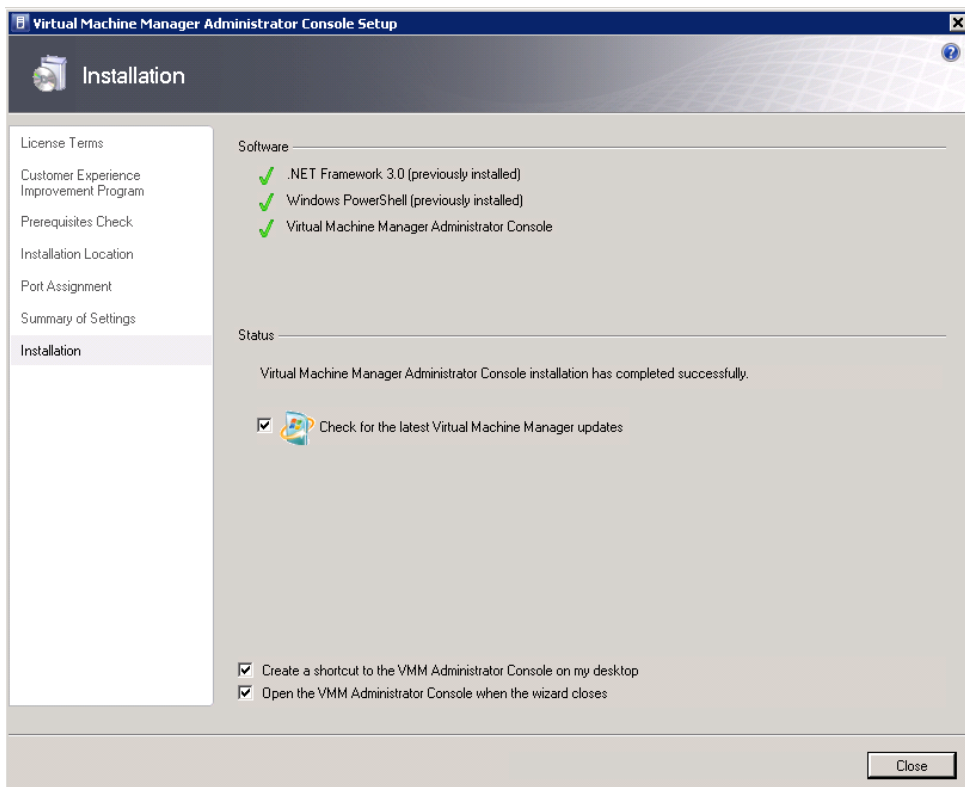 Virtual Machine Manager Administrator Console Setup
Installation
License Terms
Customer Experience
Improvement Program
Prerequisites Check
Installation Location
Port Assignment
Summary of Settings
Installation
Software
.NET Framework 3.0 (previously installed)
Windows PowerShell (previously installed)
Virtual Machine Manager Administrator Console
Status
Virtual Machine Manager Administrator Console installation has completed successfully.
Check for the latest Virtual Machine Manager updates
Create a shortcut to the VMM Administrator Console on my desktop
Open the VMM Administrator Console when the wizard closes
Close